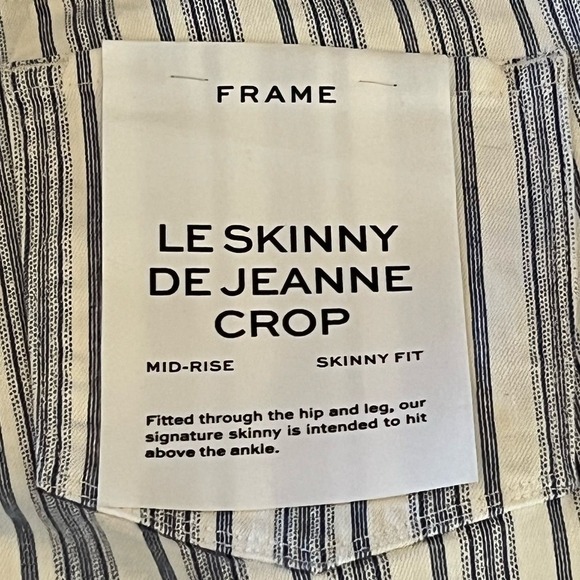 FRAME
LE SKINNY
DE JEANNE
CROP
MID-RISE SKINNY FIT
Fitted through the hip and leg, our
signature skinny is intended to hit
above the ankle.